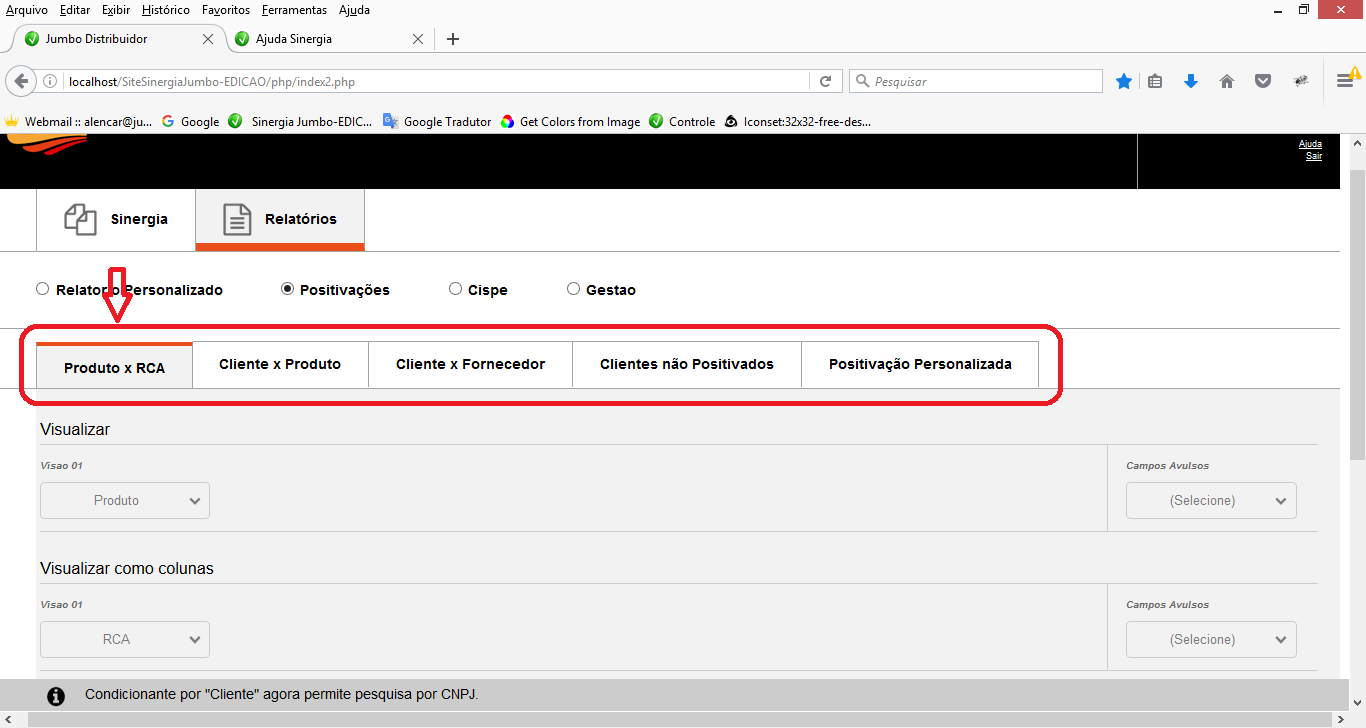 Arquivo Editar Exibir Histórico Favoritos Ferramentas Ajuda
Jumbo Distribuidor Ajuda Sinergia
localhost/SiteSinergiaJumbo-EDICAO/php/index2.php Pesquisar
Webmail :: alencar@ju... Google Sinergia Jumbo-EDIC... Google Tradutor Get Colors from Image Controle Iconset:32x32-free-des...
Ajuda
Sair
Sinergia Relatórios
Relatorio Personalizado Positivações Cispe Gestao
Produto x RCA Cliente x Produto Cliente x Fornecedor Clientes não Positivados Positivação Personalizada
Visualizar
Visao 01 Campos Avulsos
Produto (Selecione)
Visualizar como colunas
Visao 01 Campos Avulsos
RCA (Selecione)
Condicionante por "Cliente" agora permite pesquisa por CNPJ.